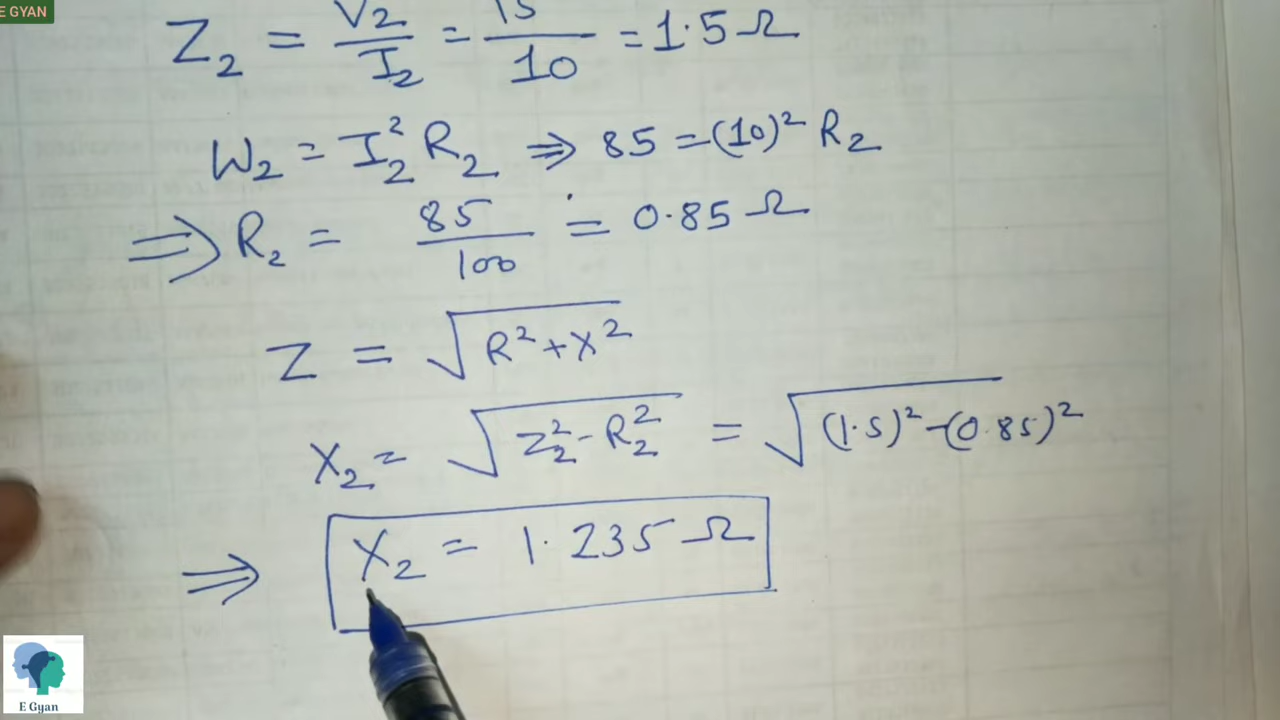 E GYAN
Z₂ = V₂/I₂ = 15/10 = 1.5 Ω
W₂ = I₂² R₂ ⇒ 85 = (10)² R₂
⇒ R₂ = 85/100 = 0.85 Ω
Z = √(R² + X²)
X₂ = √(Z₂² - R₂²) = √((1.5)² - (0.85)²)
⇒ X₂ = 1.235 Ω
E Gyan